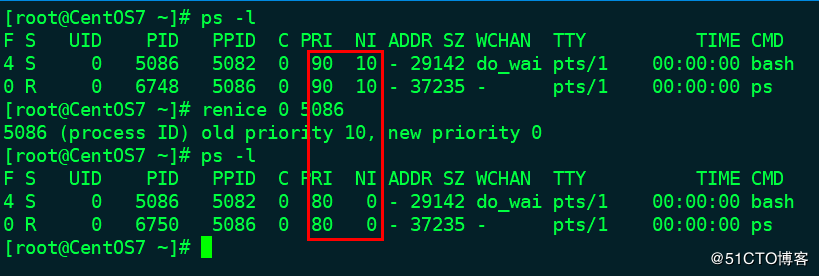 [root@CentOS7 ~]# ps -l
F S   UID    PID   PPID  C PRI  NI ADDR SZ WCHAN  TTY          TIME CMD
4 S     0   5086   5082  0  90  10 - 29142 do_wai pts/1    00:00:00 bash
0 R     0   6748   5086  0  90  10 - 37235 -      pts/1    00:00:00 ps
[root@CentOS7 ~]# renice 0 5086
5086 (process ID) old priority 10, new priority 0
[root@CentOS7 ~]# ps -l
F S   UID    PID   PPID  C PRI  NI ADDR SZ WCHAN  TTY          TIME CMD
4 S     0   5086   5082  0  80   0 - 29142 do_wai pts/1    00:00:00 bash
0 R     0   6750   5086  0  80   0 - 37235 -      pts/1    00:00:00 ps
[root@CentOS7 ~]#
@51CTO博客